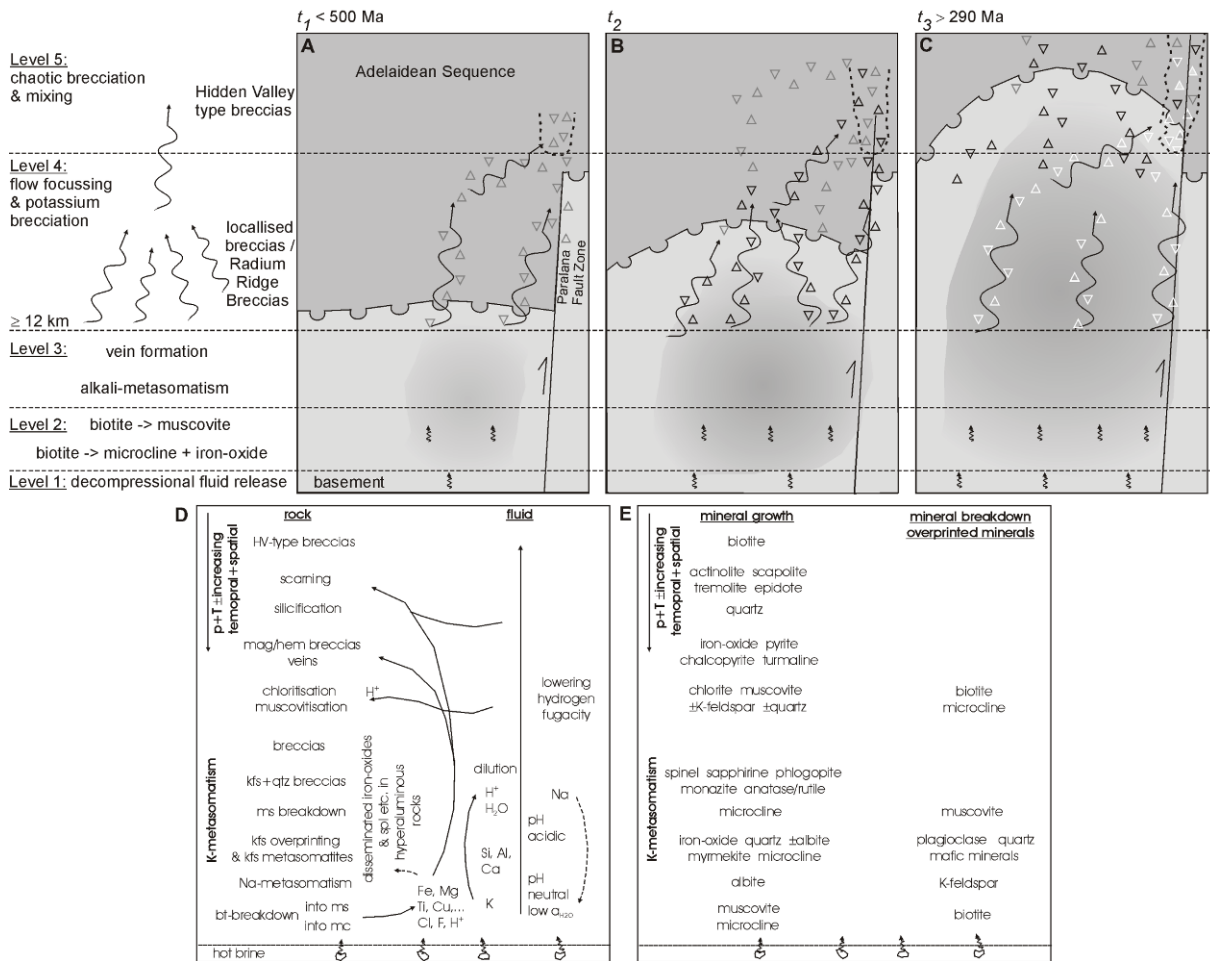 t1 < 500 Ma
t2
t3 > 290 Ma
Level 5:
chaotic brecciation
& mixing
Hidden Valley
type breccias
Level 4:
flow focussing
& potassium
brecciation
localised
breccias /
Radium
Ridge
Breccias
≥ 12 km
Level 3:
vein formation
alkali-metasomatism
Level 2: biotite -> muscovite
biotite -> microcline + iron-oxide
Level 1: decompressional fluid release
A
Adelaidean Sequence
Paralana
Fault Zone
basement
B
C
D
rock
fluid
p+T ±increasing
temopral+spatial
HV-type breccias
scarning
silicification
mag/hem breccias
veins
chloritisation
muscovitisation
H+
lowering
hydrogen
fugacity
breccias
K-metasomatism
kfs+qtz breccias
ms breakdown
kfs overprinting
& kfs metasomatites
Na-metasomatism
bt-breakdown
into ms
into mc
disseminated iron-oxides
& spl etc. in
hyperaluminous
rocks
dilution
H+
H2O
Na
pH
acidic
Si, Al,
Ca
pH
neutral
low aH2O
K
Fe, Mg
Ti, Cu,...
Cl, F, H+
hot brine
E
mineral growth
mineral breakdown
overprinted minerals
p+T ±increasing
temopral+spatial
biotite
actinolite scapolite
tremolite epidote
quartz
iron-oxide pyrite
chalcopyrite turmaline
chlorite muscovite
±K-feldspar ±quartz
biotite
microcline
K-metasomatism
spinel sapphirine phlogopite
monazite anatase/rutile
microcline
muscovite
iron-oxide quartz ±albite
myrmekite microcline
plagioclase quartz
mafic minerals
albite
K-feldspar
muscovite
microcline
biotite